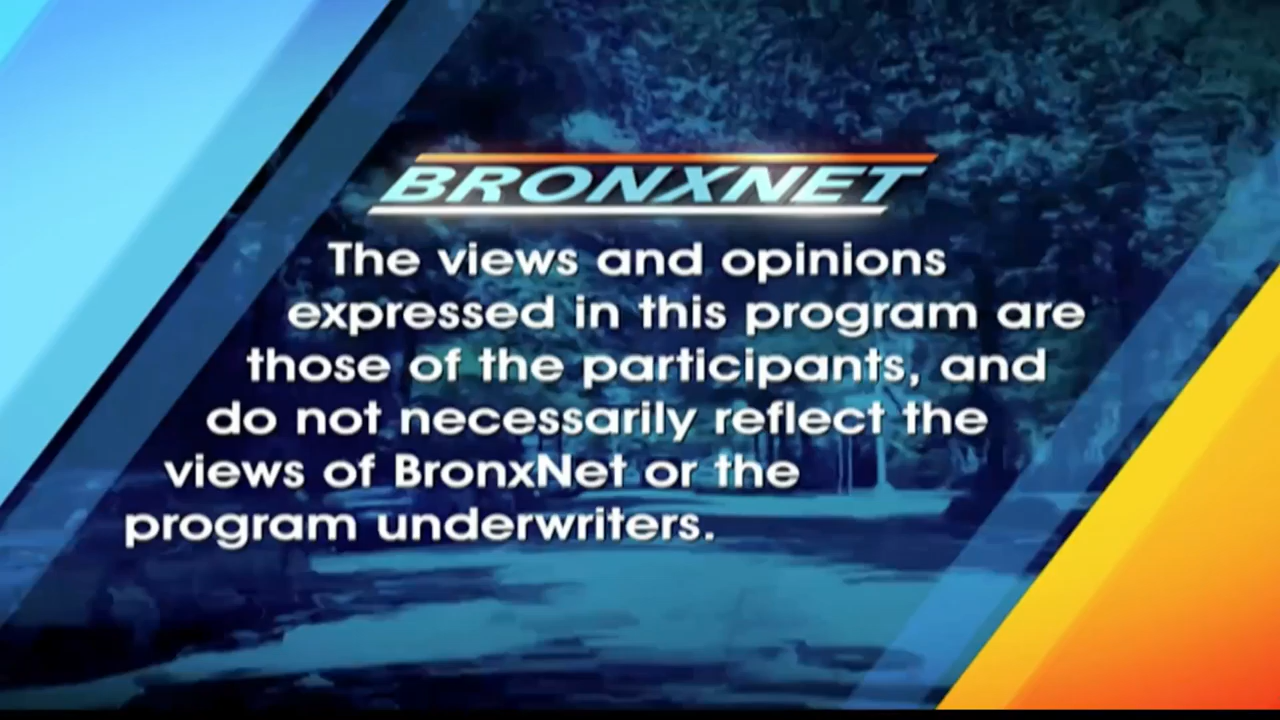 BRONXNET
The views and opinions
expressed in this program are
those of the participants, and
do not necessarily reflect the
views of BronxNet or the
program underwriters.